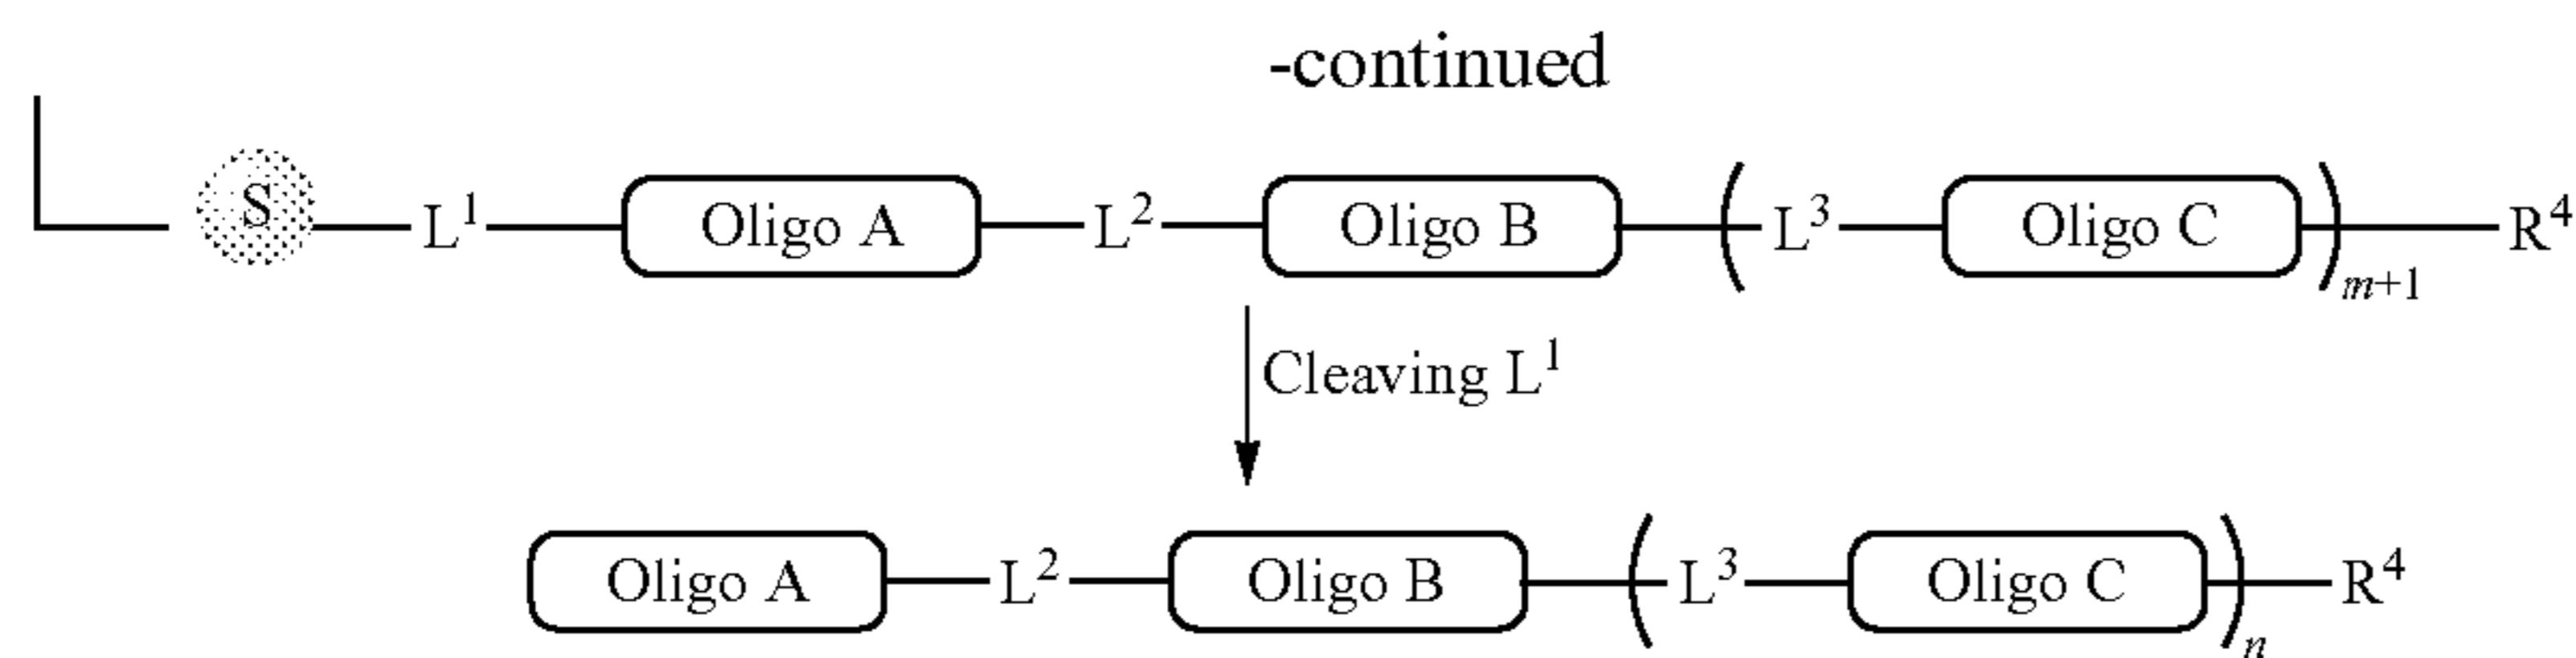 -continued
S L¹ Oligo A L² Oligo B ( L³ Oligo C ) m+1 R⁴
Cleaving L¹
Oligo A L² Oligo B ( L³ Oligo C ) n R⁴